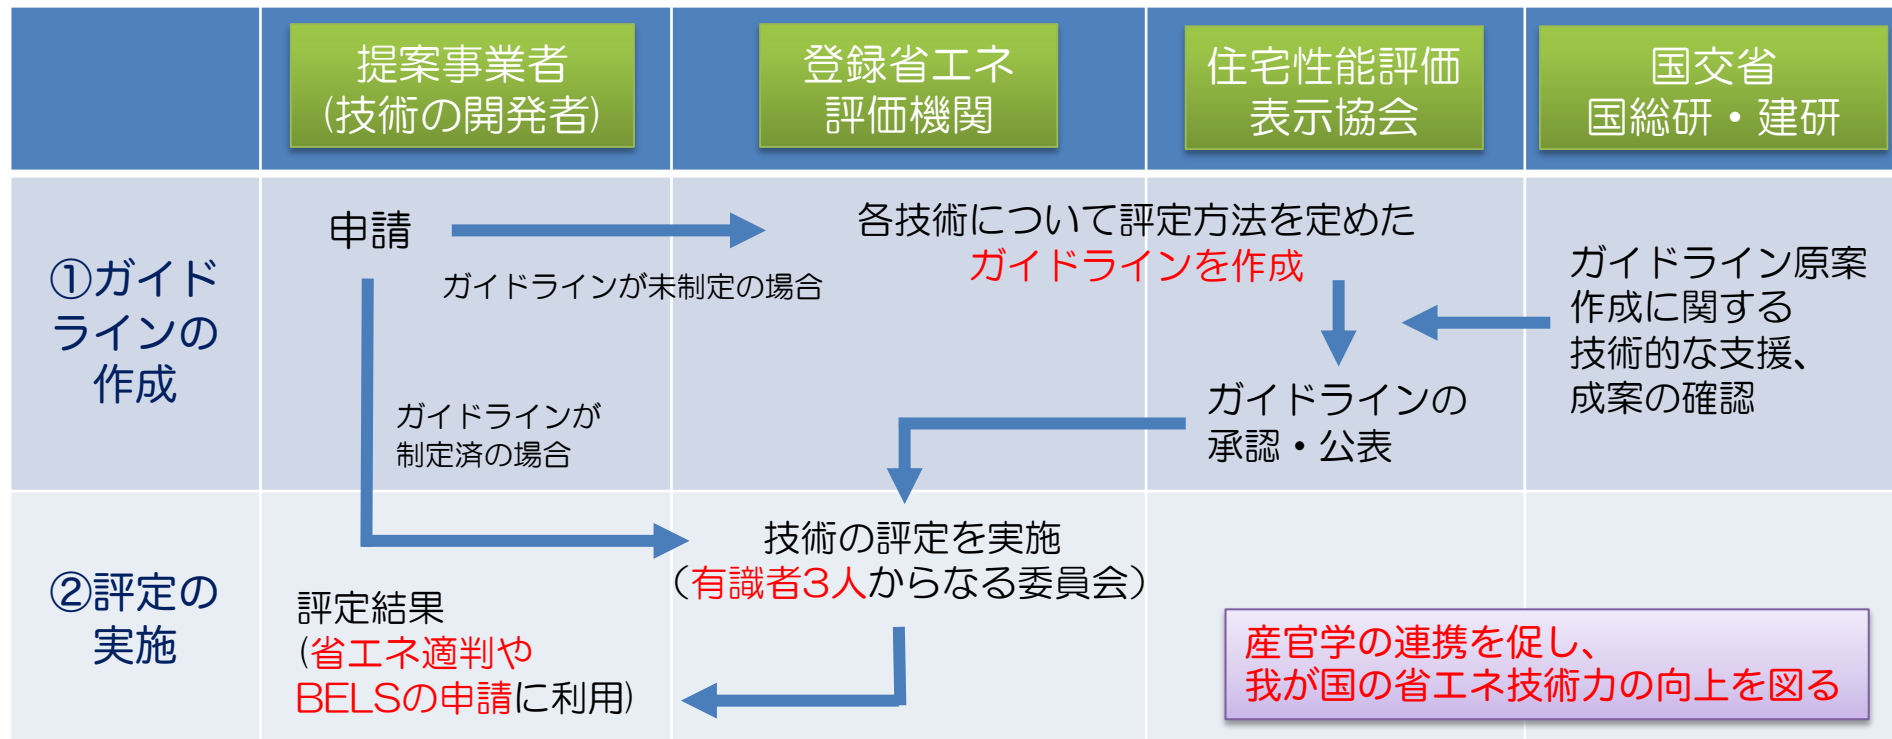 提案事業者
(技術の開発者)
登録省エネ
評価機関
住宅性能評価
表示協会
国交省
国総研・建研
①ガイド
ラインの
作成
申請
ガイドラインが未制定の場合
各技術について評定方法を定めた
ガイドラインを作成
ガイドライン原案
作成に関する
技術的な支援、
成案の確認
ガイドラインが
制定済の場合
ガイドラインの
承認・公表
②評定の
実施
技術の評定を実施
（有識者3人からなる委員会）
評定結果
(省エネ適判や
BELSの申請に利用)
産官学の連携を促し、
我が国の省エネ技術力の向上を図る